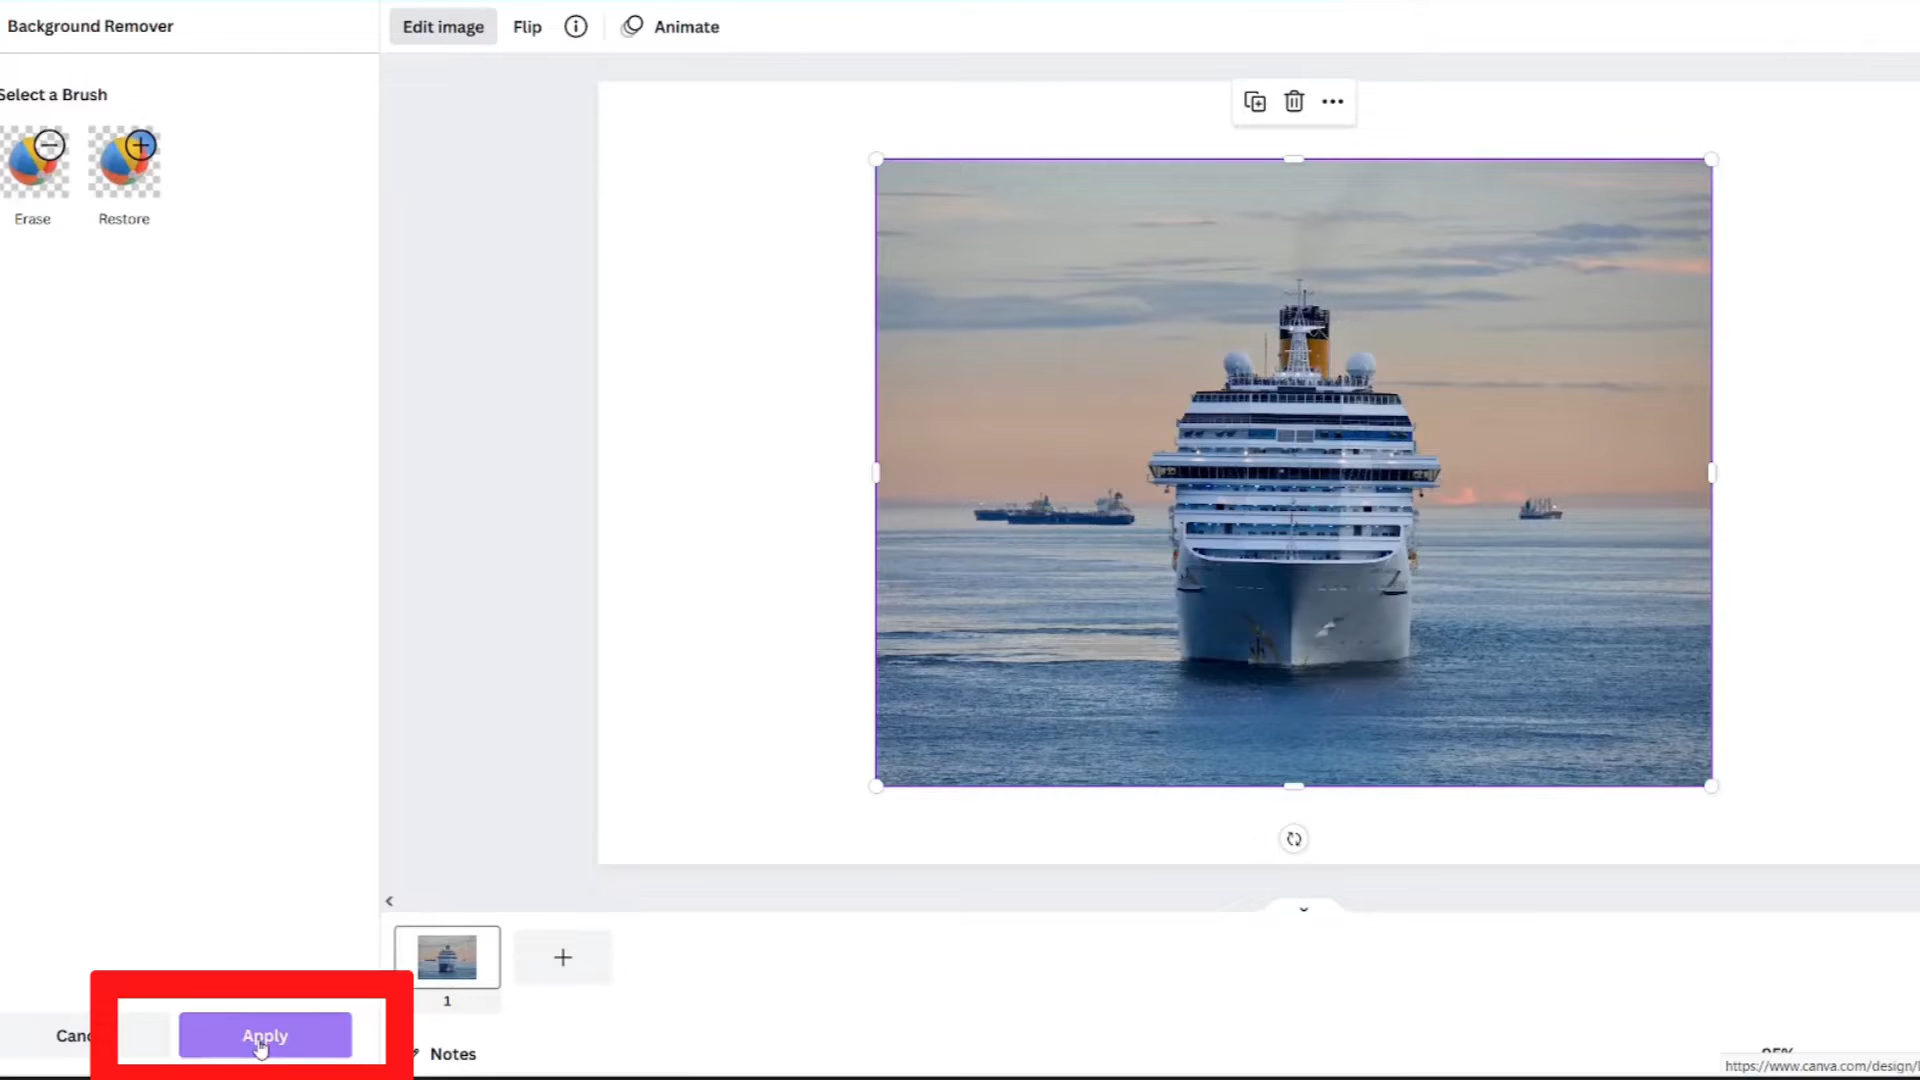 Background Remover
Edit image
Flip
Animate
Select a Brush
Erase
Restore
1
Apply
Notes
https://www.canva.com/design/